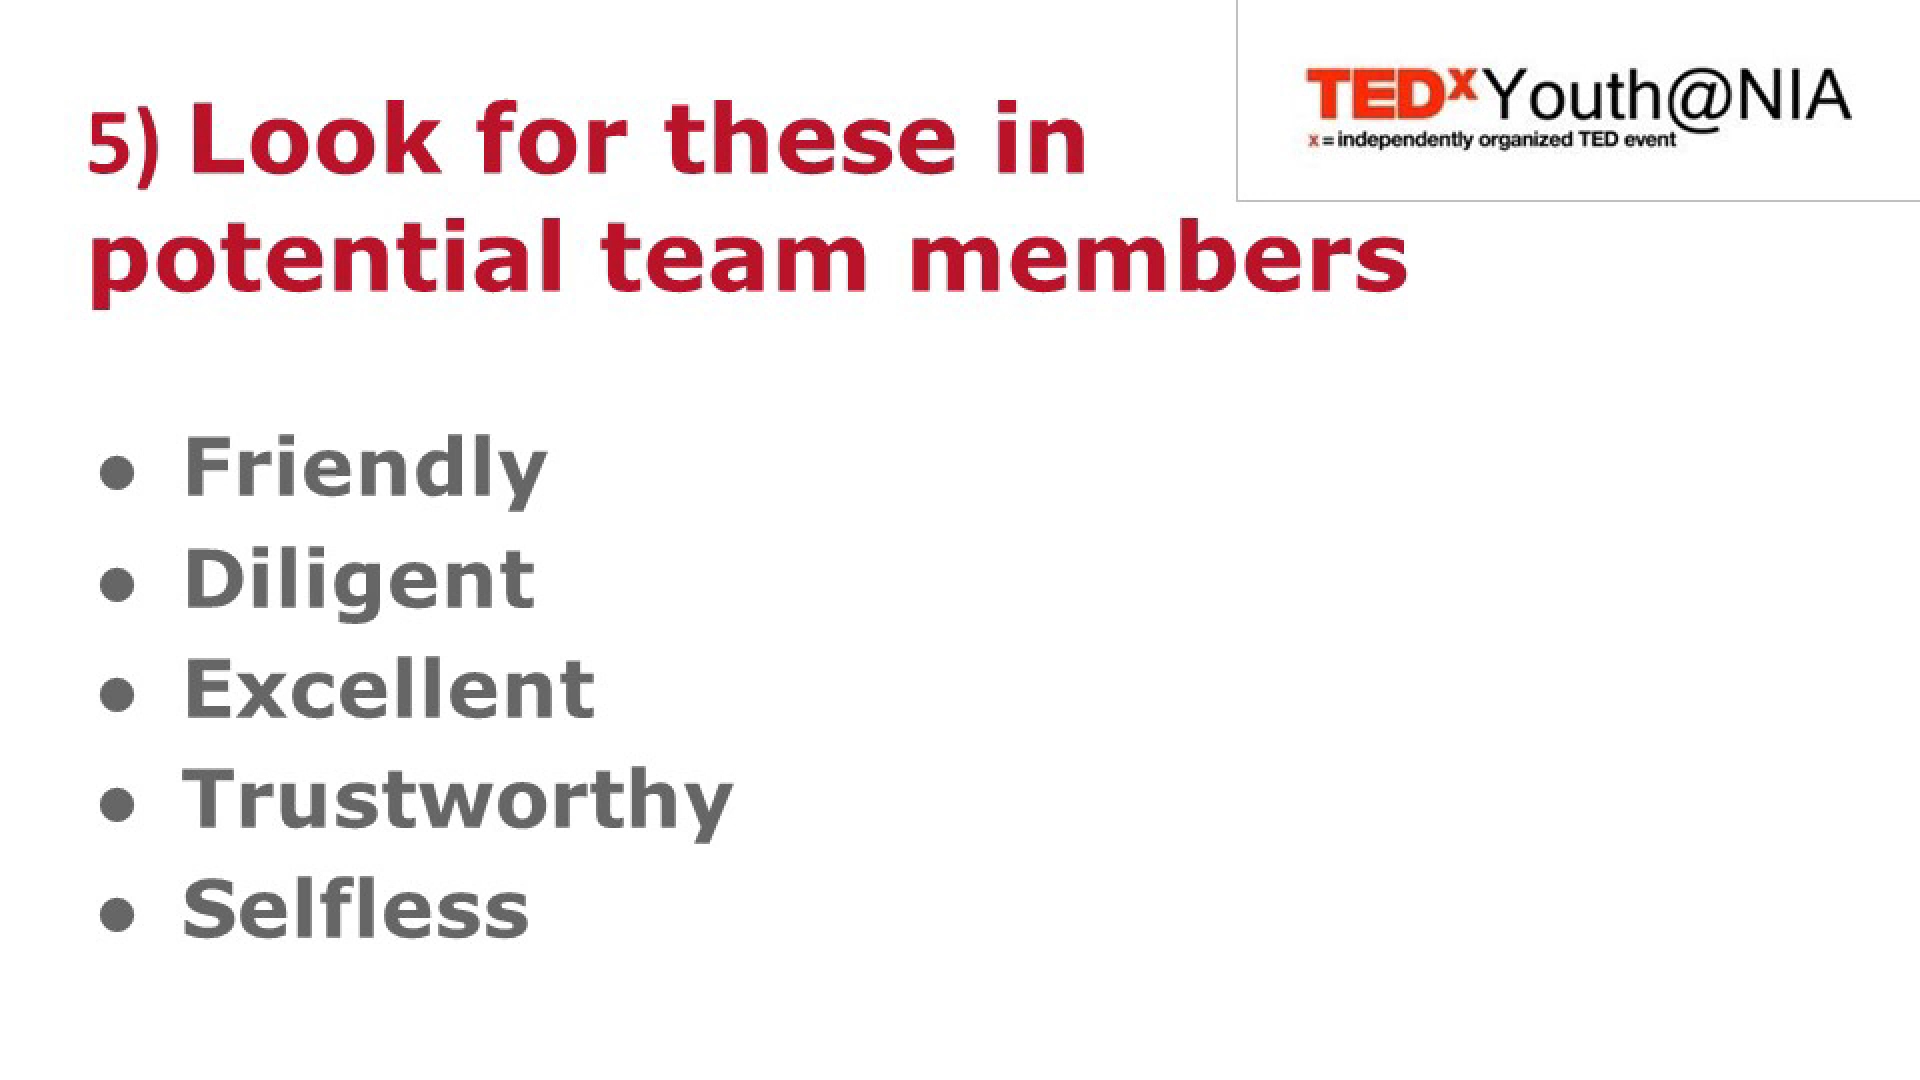 5) Look for these in
potential team members
TEDxYouth@NIA
x = independently organized TED event
● Friendly
● Diligent
● Excellent
● Trustworthy
● Selfless